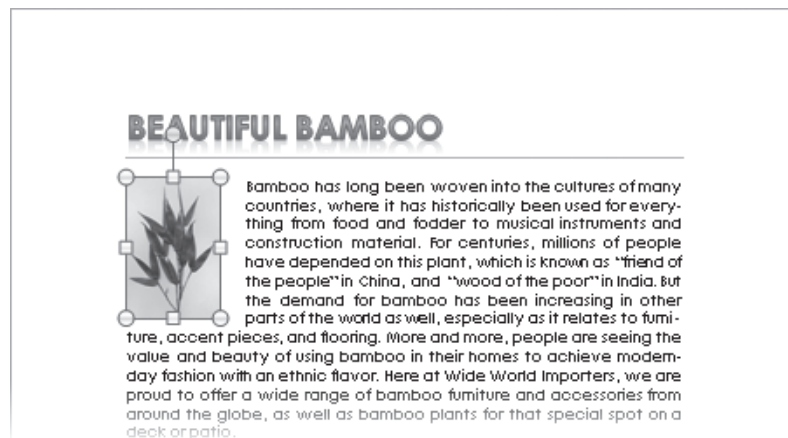 BEAUTIFUL BAMBOO
Bamboo has long been woven into the cultures of many
countries, where it has historically been used for every-
thing from food and fodder to musical instruments and
construction material. For centuries, millions of people
have depended on this plant, which is known as “friend of
the people” in China, and “wood of the poor” in India. But
the demand for bamboo has been increasing in other
parts of the world as well, especially as it relates to furni-
ture, accent pieces, and flooring. More and more, people are seeing the
value and beauty of using bamboo in their homes to achieve modern-
day fashion with an ethnic flavor. Here at Wide World Importers, we are
proud to offer a wide range of bamboo furniture and accessories from
around the globe, as well as bamboo plants for that special spot on a
deck or patio.